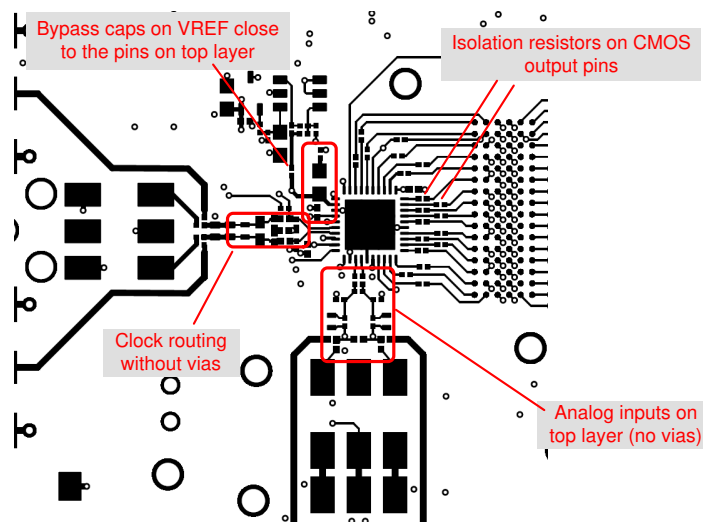 Bypass caps on VREF close
to the pins on top layer
Isolation resistors on CMOS
output pins
Clock routing
without vias
Analog inputs on
top layer (no vias)